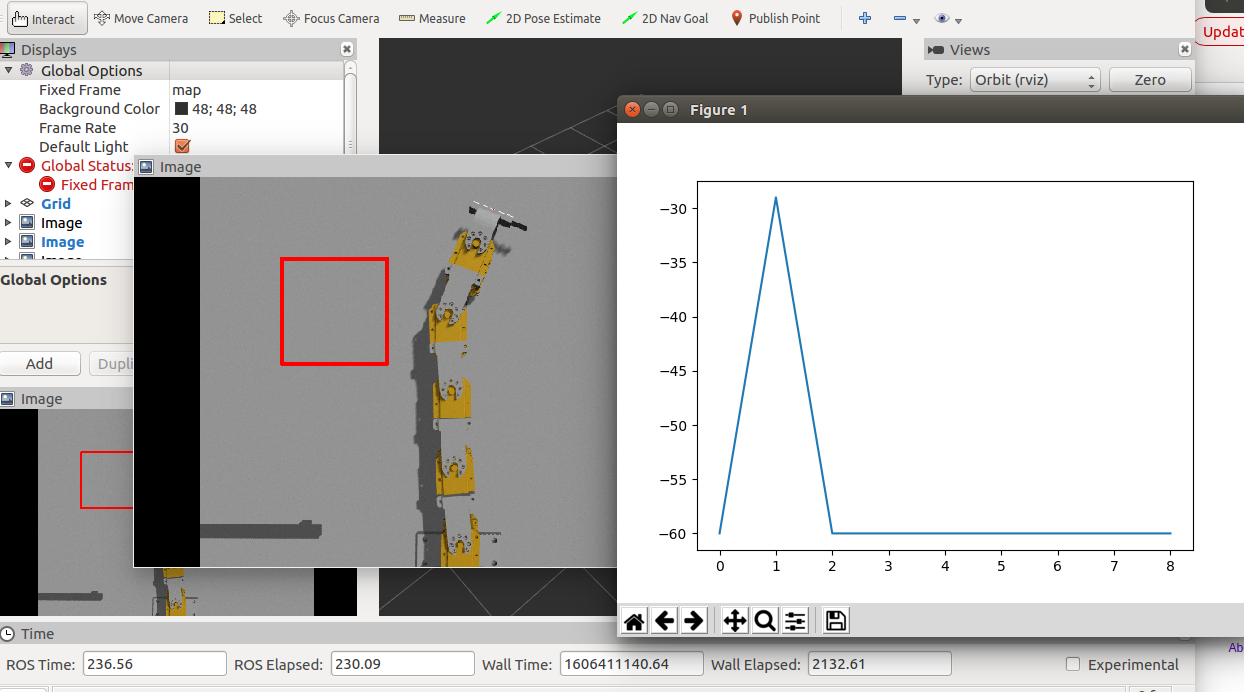 Interact Move Camera Select Focus Camera Measure 2D Pose Estimate 2D Nav Goal Publish Point
Updat
Displays
Global Options
Fixed Frame map
Background Color 48; 48; 48
Frame Rate 30
Default Light
Global Status:
Fixed Fram
Grid
Image
Image
Global Options
Add Dupli
Image
Image
Views
Type: Orbit (rviz) Zero
Figure 1
−30
−35
−40
−45
−50
−55
−60
0 1 2 3 4 5 6 7 8
Time
ROS Time: 236.56 ROS Elapsed: 230.09 Wall Time: 1606411140.64 Wall Elapsed: 2132.61 Experimental
Ab